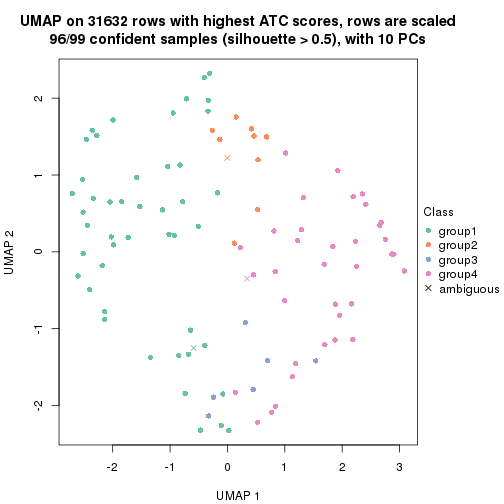 UMAP on 31632 rows with highest ATC scores, rows are scaled
96/99 confident samples (silhouette > 0.5), with 10 PCs
2
1
0
-1
-2
UMAP 2
-2
-1
0
1
2
3
UMAP 1
Class
group1
group2
group3
group4
ambiguous